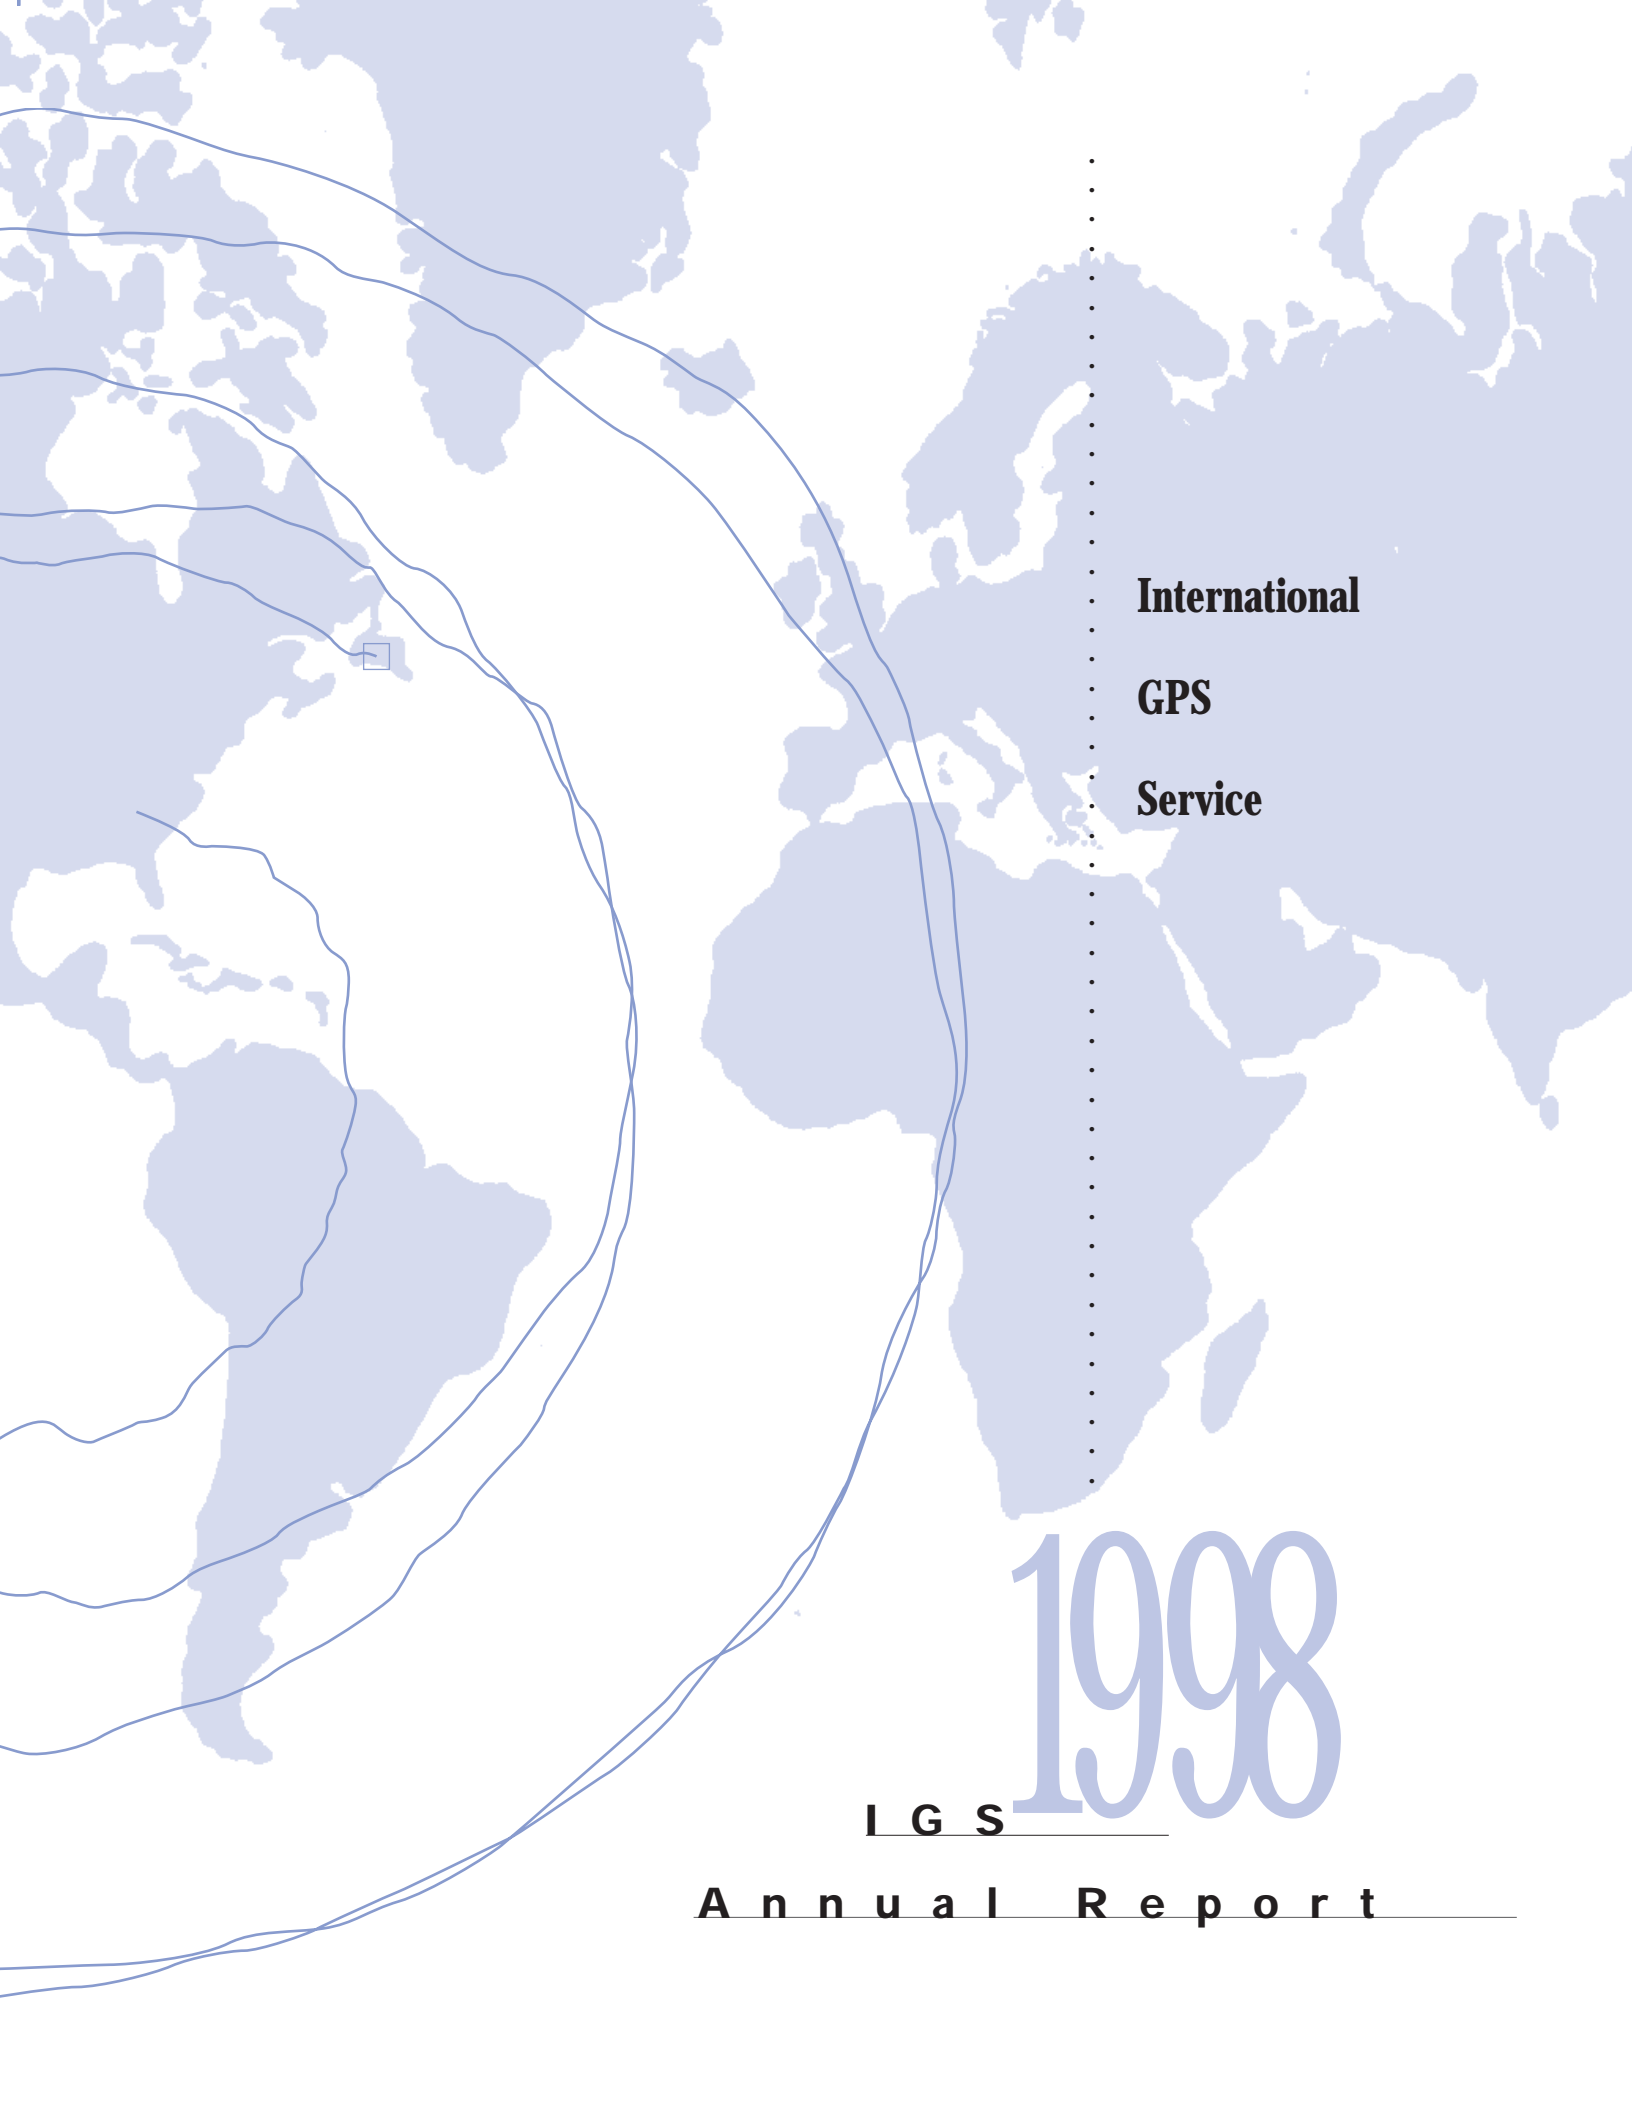 International
GPS
Service
1998
IGS
Annual Report